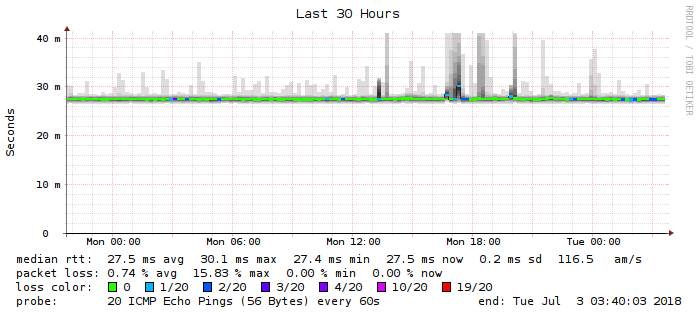 Last 30 Hours
RRDTOOL / TOBI OETIKER
Seconds
40 m
30 m
20 m
10 m
0
Mon 00:00 Mon 06:00 Mon 12:00 Mon 18:00 Tue 00:00
median rtt: 27.5 ms avg 30.1 ms max 27.4 ms min 27.5 ms now 0.2 ms sd 116.5 am/s
packet loss: 0.74 % avg 15.83 % max 0.00 % min 0.00 % now
loss color: 0 1/20 2/20 3/20 4/20 10/20 19/20
probe: 20 ICMP Echo Pings (56 Bytes) every 60s end: Tue Jul 3 03:40:03 2018